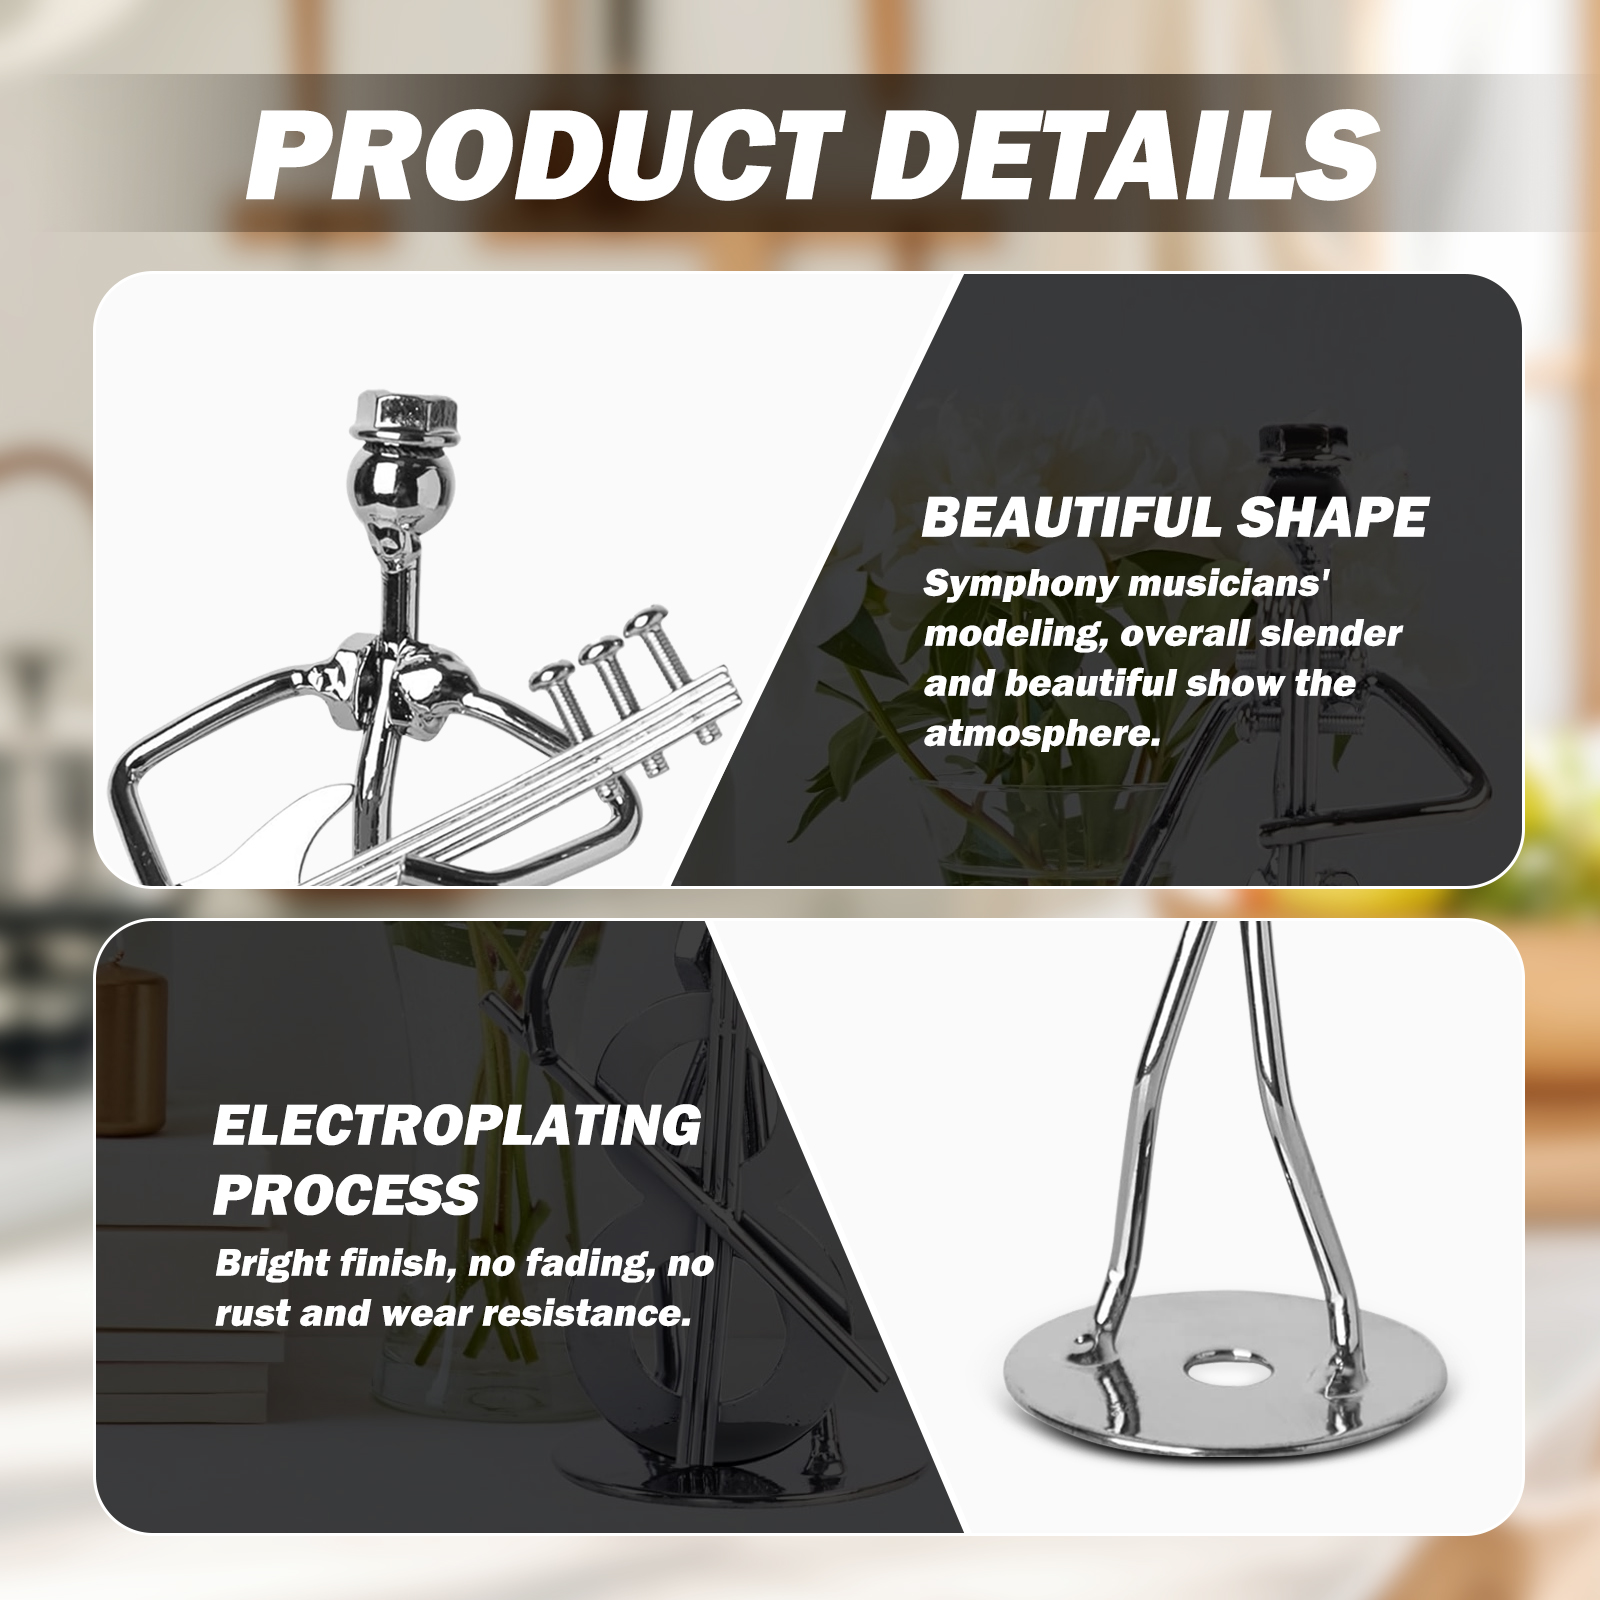 PRODUCT DETAILS
BEAUTIFUL SHAPE
Symphony musicians'
modeling, overall slender
and beautiful show the
atmosphere.
ELECTROPLATING
PROCESS
Bright finish, no fading, no
rust and wear resistance.